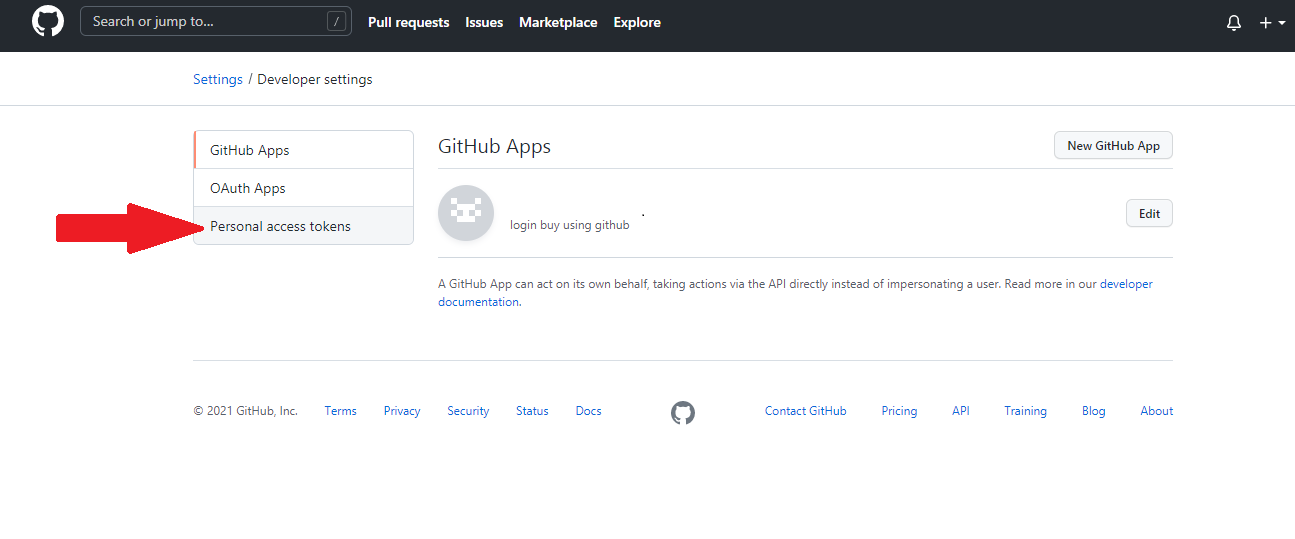 Search or jump to... /
Pull requests Issues Marketplace Explore
Settings / Developer settings
GitHub Apps
OAuth Apps
Personal access tokens
GitHub Apps
New GitHub App
.
login buy using github
Edit
A GitHub App can act on its own behalf, taking actions via the API directly instead of impersonating a user. Read more in our developer
documentation.
© 2021 GitHub, Inc. Terms Privacy Security Status Docs Contact GitHub Pricing API Training Blog About